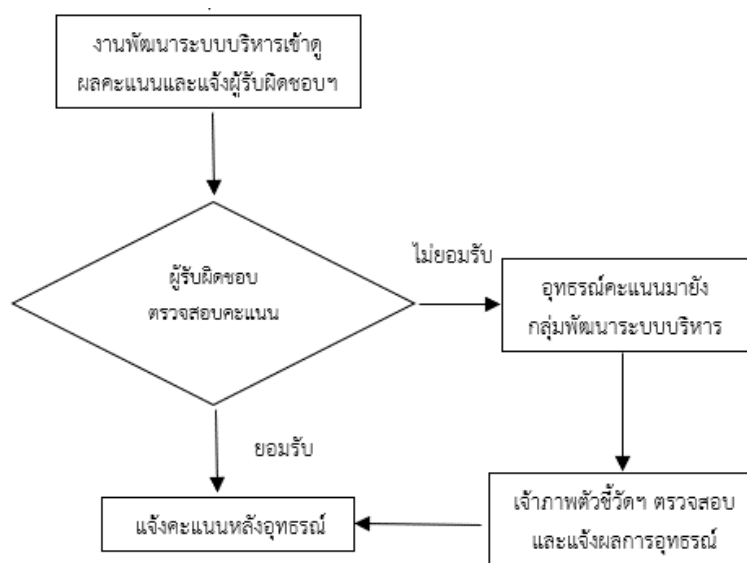 งานพัฒนาระบบบริหารเข้าดู
ผลคะแนนและแจ้งผู้รับผิดชอบฯ
ผู้รับผิดชอบ
ตรวจสอบคะแนน
ไม่ยอมรับ
อุทธรณ์คะแนนมายัง
กลุ่มพัฒนาระบบบริหาร
ยอมรับ
เจ้าภาพตัวชี้วัดฯ ตรวจสอบ
และแจ้งผลการอุทธรณ์
แจ้งคะแนนหลังอุทธรณ์